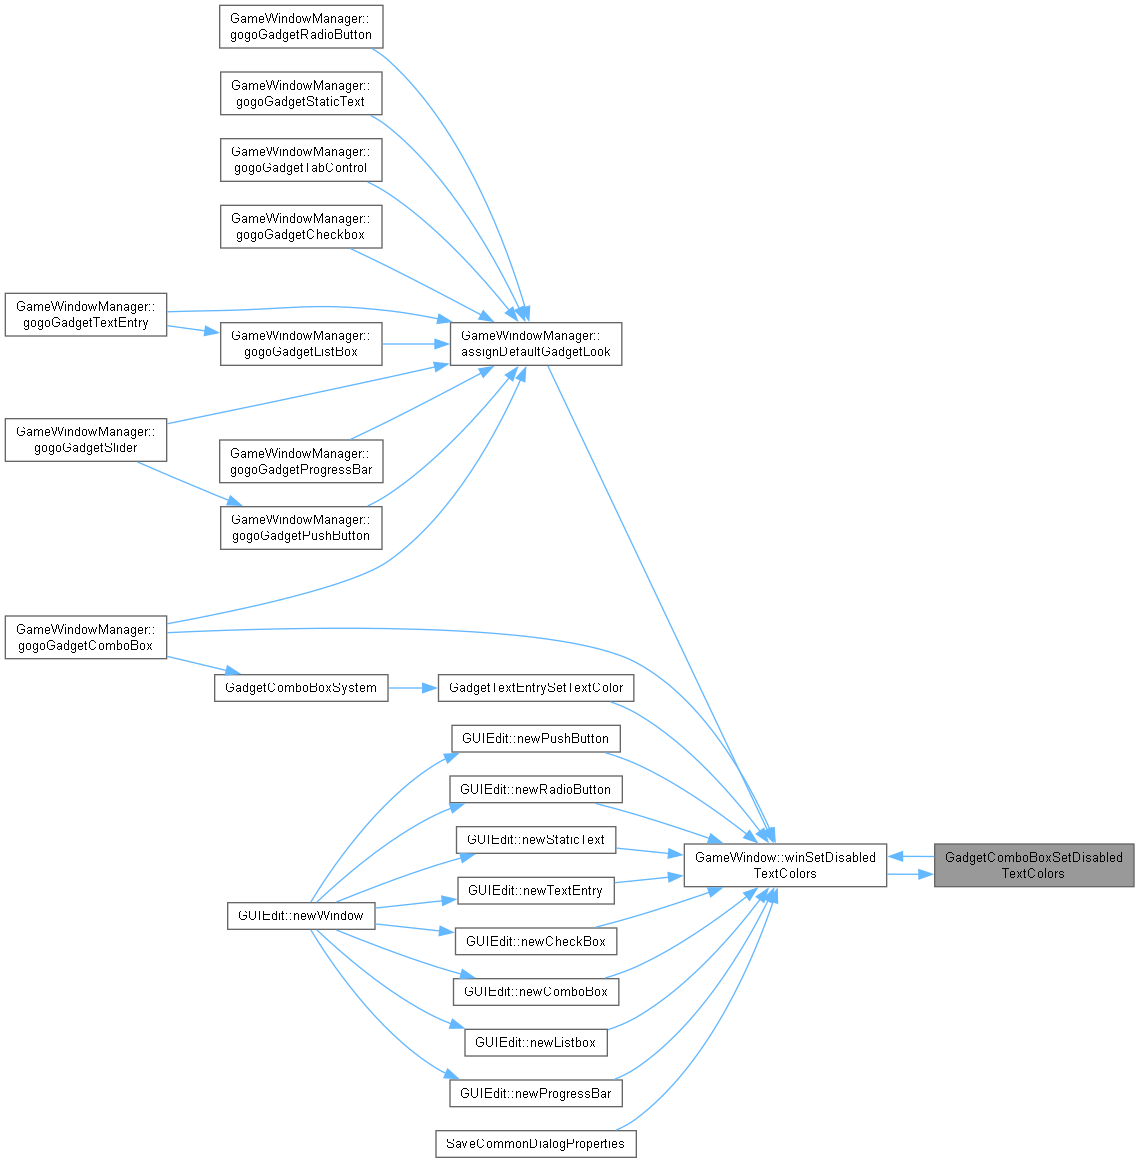 GameWindowManager::
gogoGadgetRadioButton
GameWindowManager::
gogoGadgetStaticText
GameWindowManager::
gogoGadgetTabControl
GameWindowManager::
gogoGadgetCheckbox
GameWindowManager::
gogoGadgetTextEntry
GameWindowManager::
gogoGadgetListBox
GameWindowManager::
assignDefaultGadgetLook
GameWindowManager::
gogoGadgetSlider
GameWindowManager::
gogoGadgetProgressBar
GameWindowManager::
gogoGadgetPushButton
GameWindowManager::
gogoGadgetComboBox
GadgetComboBoxSystem
GadgetTextEntrySetTextColor
GUIEdit::newPushButton
GUIEdit::newRadioButton
GUIEdit::newStaticText
GameWindow::winSetDisabled
TextColors
GadgetComboBoxSetDisabled
TextColors
GUIEdit::newTextEntry
GUIEdit::newWindow
GUIEdit::newCheckBox
GUIEdit::newComboBox
GUIEdit::newListbox
GUIEdit::newProgressBar
SaveCommonDialogProperties